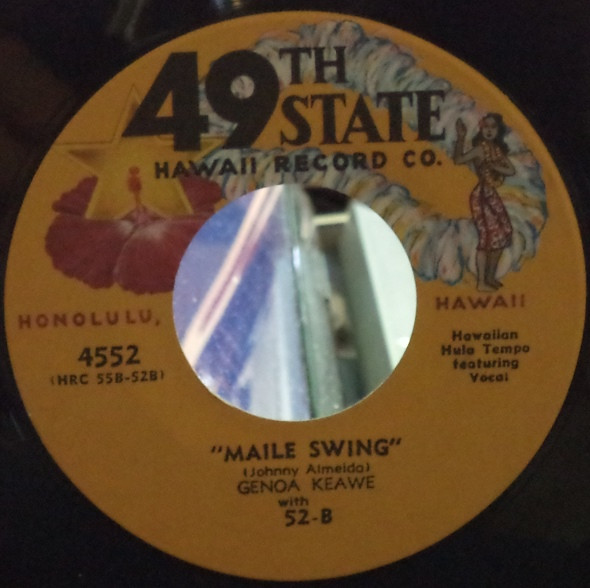 49TH STATE
HAWAII RECORD CO.
HONOLULU,
HAWAII
4552
(HRC 55B-52B)
Hawaiian
Hula Tempo
featuring
Vocal
"MAILE SWING"
(Johnny Almeida)
GENOA KEAWE
with
52-B